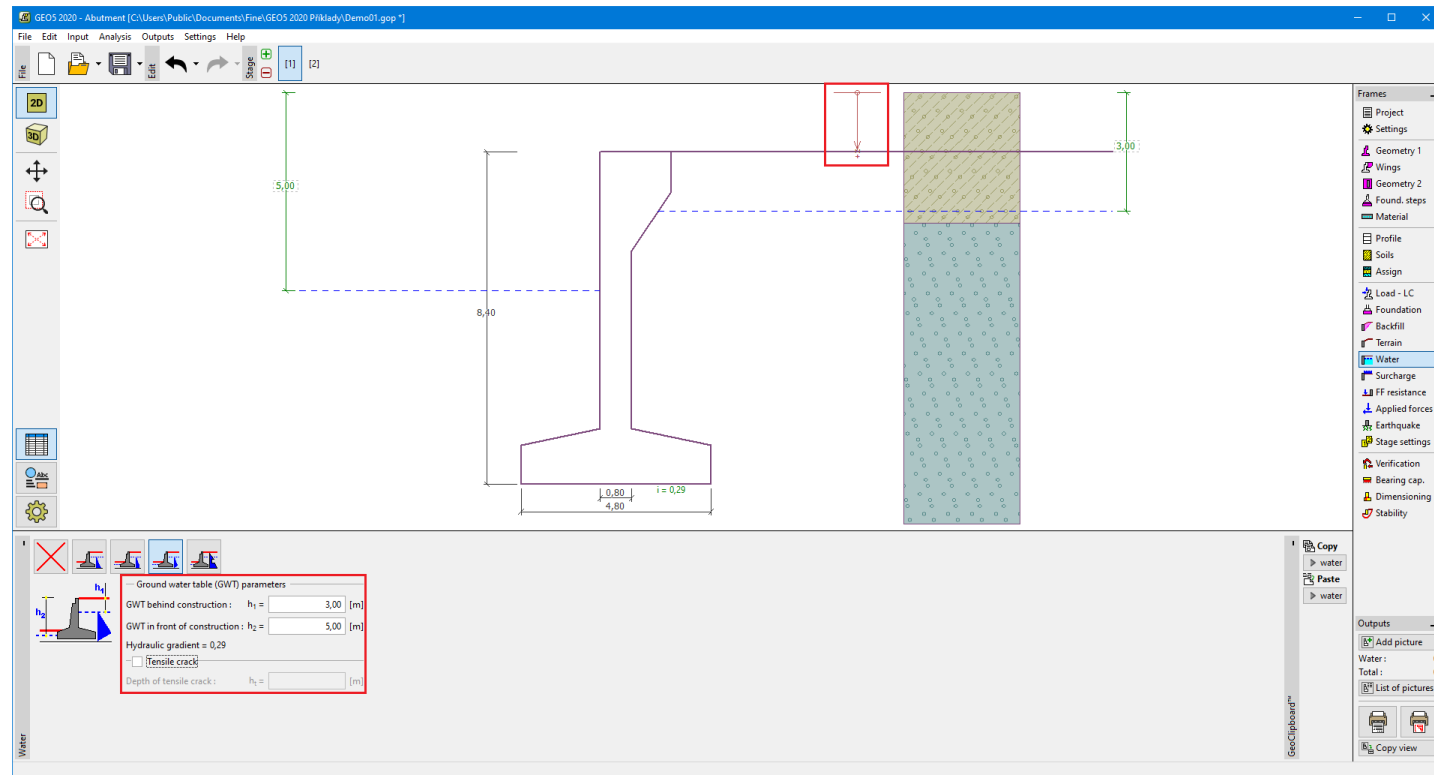 GEO5 2020 - Abutment [C:\Users\Public\Documents\Fine\GEO5 2020 Příklady\Demo01.gop *]
File Edit Input Analysis Outputs Settings Help
File
Edit
Stage
[1] [2]
2D
3D
Abc
5,00
8,40
0,80
4,80
i = 0,29
3,00
Frames
Project
Settings
Geometry 1
Wings
Geometry 2
Found. steps
Material
Profile
Soils
Assign
Load - LC
Foundation
Backfill
Terrain
Water
Surcharge
FF resistance
Applied forces
Earthquake
Stage settings
Verification
Bearing cap.
Dimensioning
Stability
Water
h1
h2
Ground water table (GWT) parameters
GWT behind construction : h1 = 3,00 [m]
GWT in front of construction : h2 = 5,00 [m]
Hydraulic gradient = 0,29
Tensile crack
Depth of tensile crack : ht = [m]
GeoClipboard™
Copy
water
Paste
water
Outputs
Add picture
Water :
Total :
List of pictures
Copy view